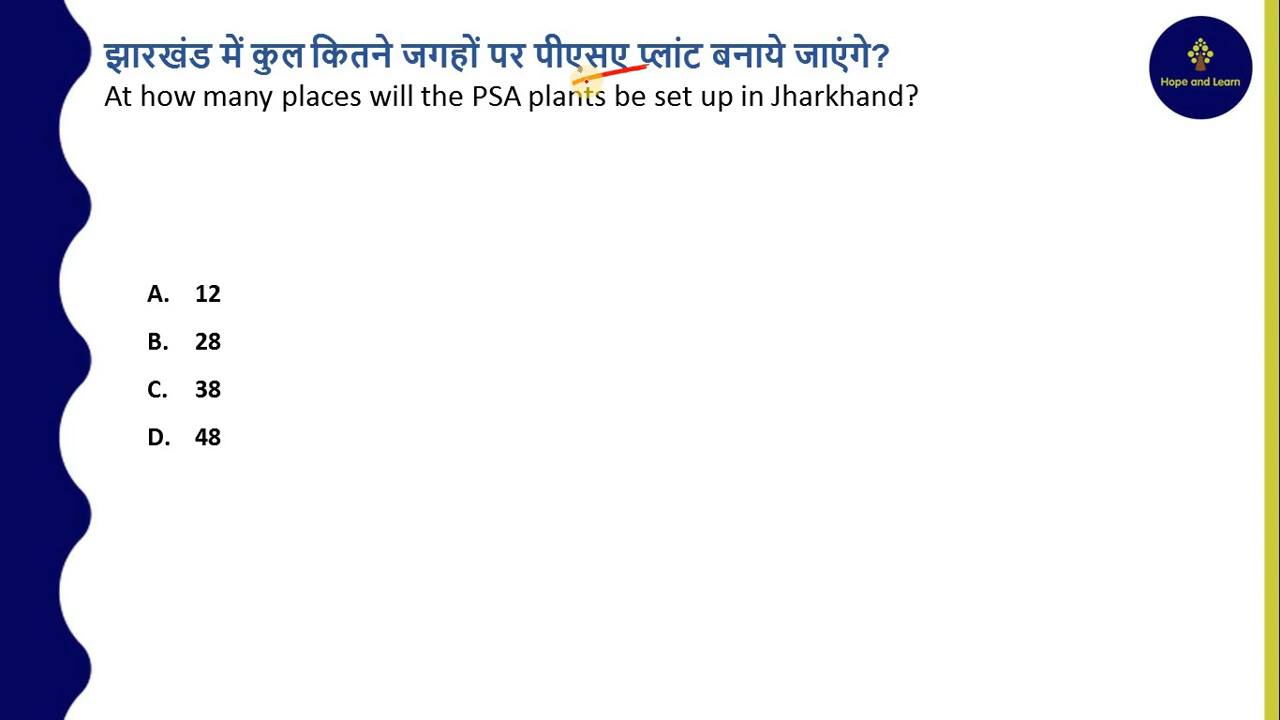 झारखंड में कुल कितने जगहों पर पीएसए प्लांट बनाये जाएंगे?
At how many places will the PSA plants be set up in Jharkhand?
Hope and Learn
A. 12
B. 28
C. 38
D. 48